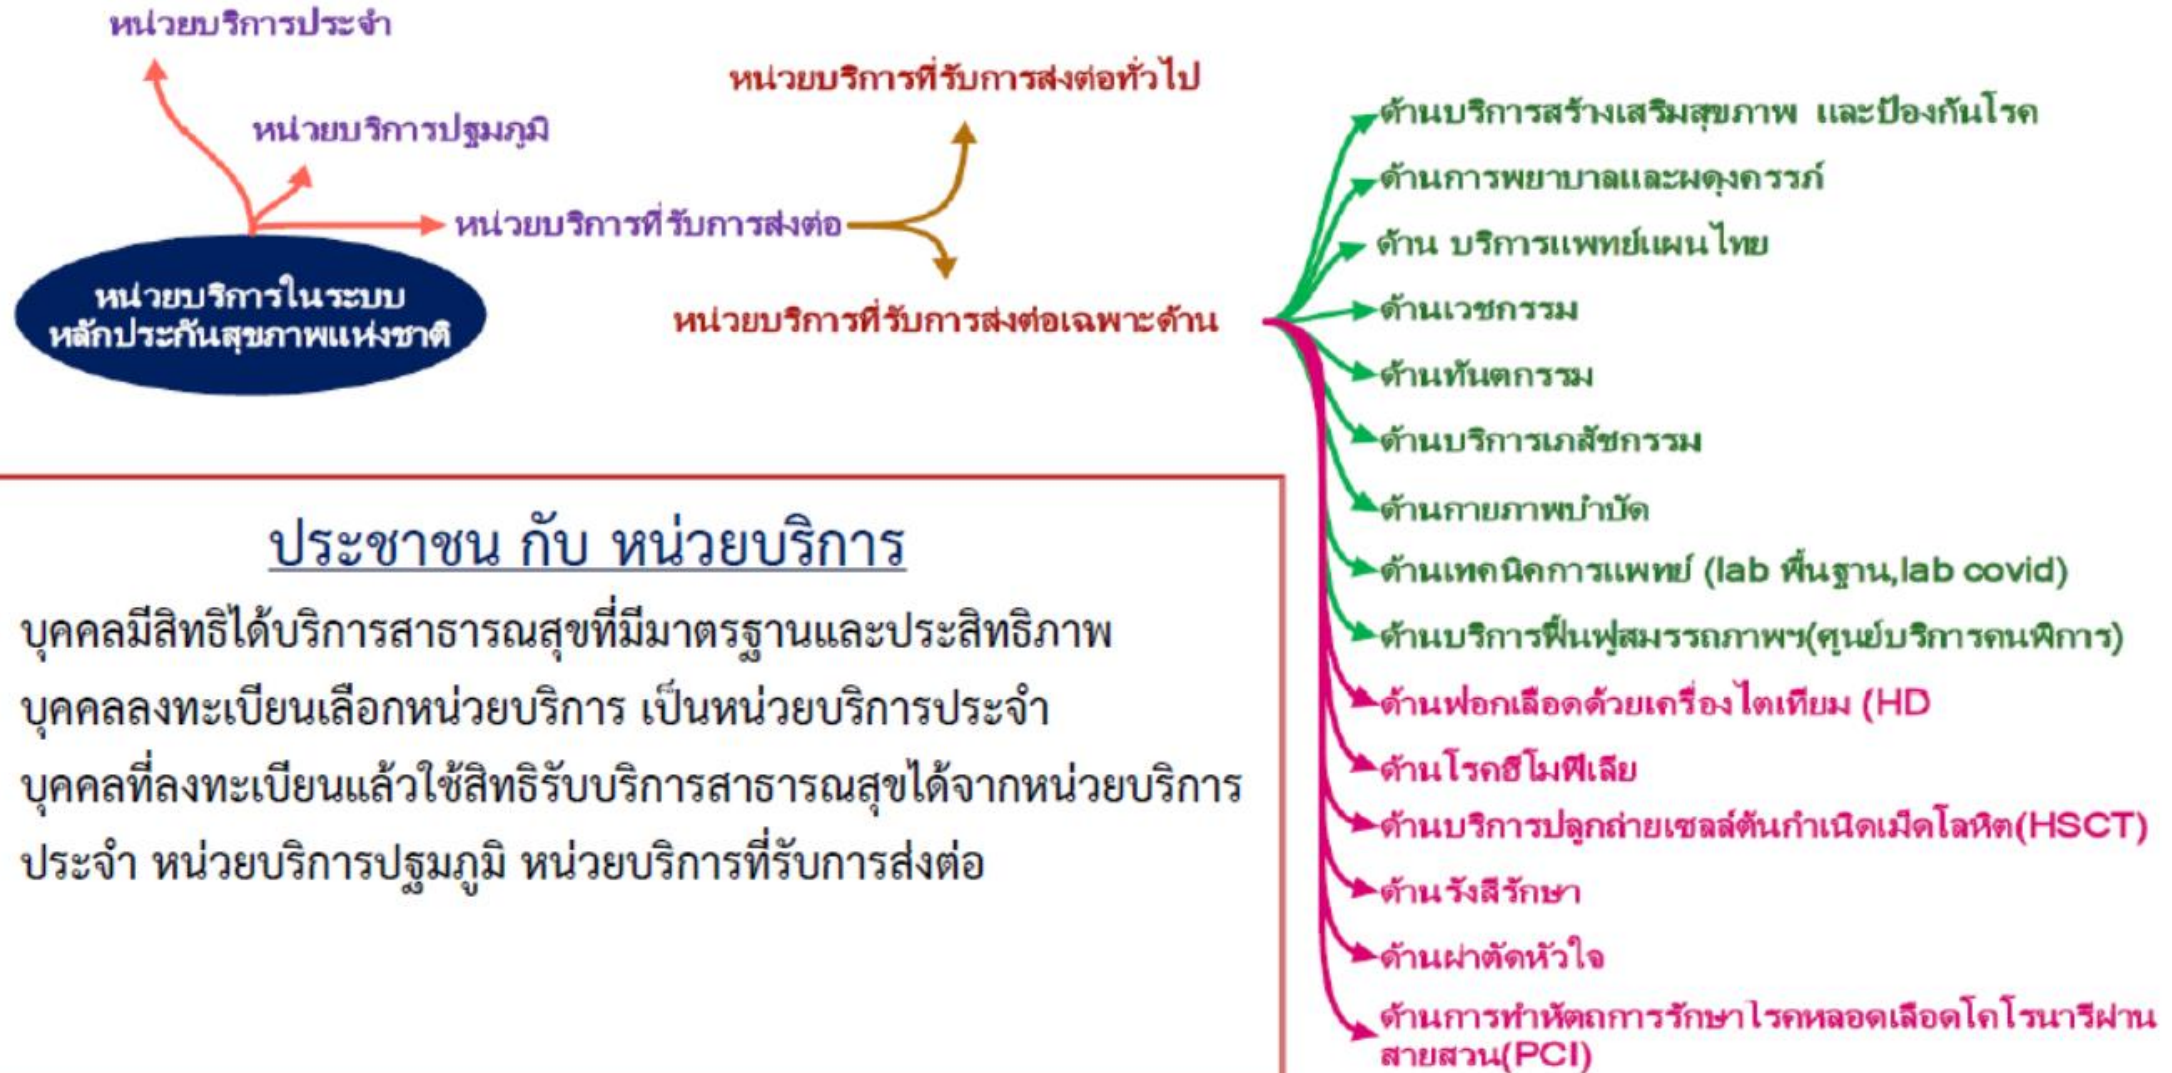 หน่วยบริการประจำ
หน่วยบริการปฐมภูมิ
หน่วยบริการที่รับการส่งต่อ
หน่วยบริการในระบบ
หลักประกันสุขภาพแห่งชาติ
หน่วยบริการที่รับการส่งต่อทั่วไป
หน่วยบริการที่รับการส่งต่อเฉพาะด้าน
ด้านบริการสร้างเสริมสุขภาพ และป้องกันโรค
ด้านการพยาบาลและผดุงครรภ์
ด้าน บริการแพทย์แผนไทย
ด้านเวชกรรม
ด้านทันตกรรม
ด้านบริการเภสัชกรรม
ด้านกายภาพบำบัด
ด้านเทคนิคการแพทย์ (lab พื้นฐาน,lab covid)
ด้านบริการฟื้นฟูสมรรถภาพฯ(ศูนย์บริการคนพิการ)
ด้านฟอกเลือดด้วยเครื่องไตเทียม (HD
ด้านโรคฮีโมฟีเลีย
ด้านบริการปลูกถ่ายเซลล์ต้นกำเนิดเม็ดโลหิต(HSCT)
ด้านรังสีรักษา
ด้านผ่าตัดหัวใจ
ด้านการทำหัตถการรักษาโรคหลอดเลือดโคโรนารีผ่าน
สายสวน(PCI)
ประชาชน กับ หน่วยบริการ
บุคคลมีสิทธิได้บริการสาธารณสุขที่มีมาตรฐานและประสิทธิภาพ
บุคคลลงทะเบียนเลือกหน่วยบริการ เป็นหน่วยบริการประจำ
บุคคลที่ลงทะเบียนแล้วใช้สิทธิรับบริการสาธารณสุขได้จากหน่วยบริการ
ประจำ หน่วยบริการปฐมภูมิ หน่วยบริการที่รับการส่งต่อ